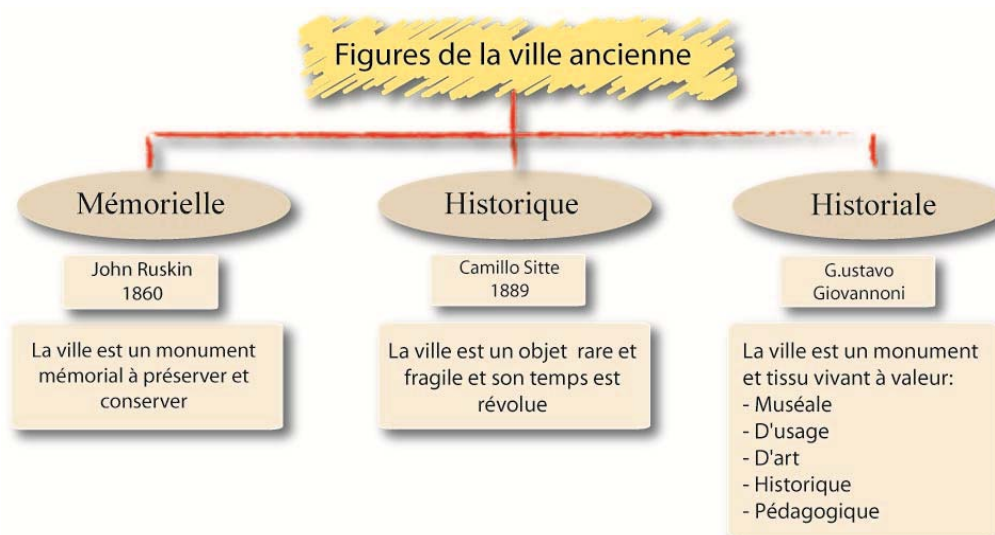 Figures de la ville ancienne
Mémorielle
John Ruskin
1860
La ville est un monument
mémorial à préserver et
conserver
Historique
Camillo Sitte
1889
La ville est un objet rare et
fragile et son temps est
révolue
Historiale
G.ustavo
Giovannoni
La ville est un monument
et tissu vivant à valeur:
- Muséale
- D'usage
- D'art
- Historique
- Pédagogique